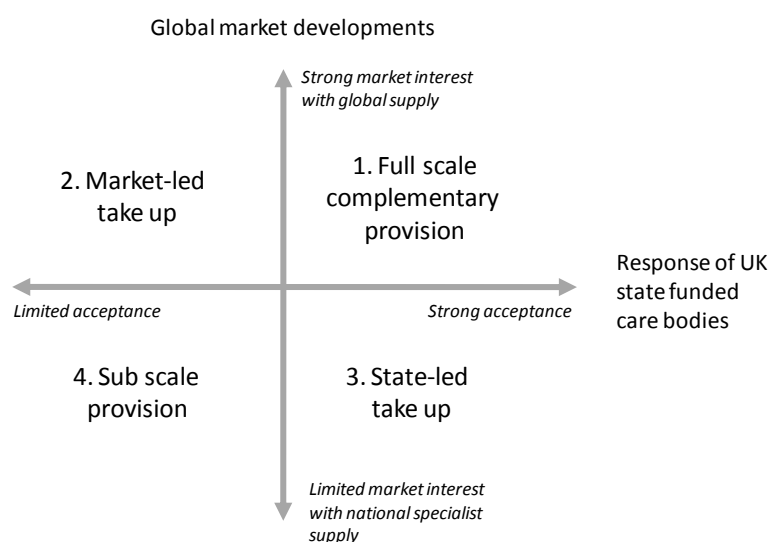 Global market developments
Strong market interest
with global supply
2. Market-led
take up
1. Full scale
complementary
provision
Response of UK
state funded
care bodies
Limited acceptance
Strong acceptance
4. Sub scale
provision
3. State-led
take up
Limited market interest
with national specialist
supply